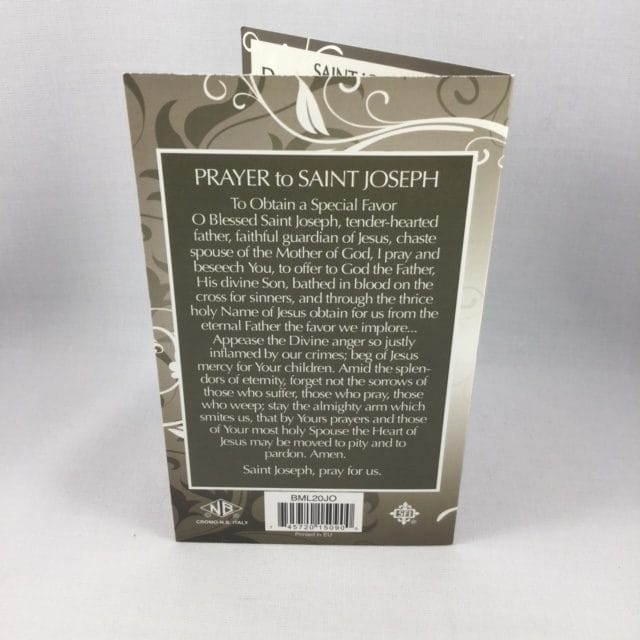 SAINT
PRAYER to SAINT JOSEPH
To Obtain a Special Favor
O Blessed Saint Joseph, tender-hearted
father, faithful guardian of Jesus, chaste
spouse of the Mother of God, I pray and
beseech You, to offer to God the Father,
His divine Son, bathed in blood on the
cross for sinners, and through the thrice
holy Name of Jesus obtain for us from the
eternal Father the favor we implore...
Appease the Divine anger so justly
inflamed by our crimes; beg of Jesus
mercy for Your children. Amid the splen-
dors of eternity, forget not the sorrows of
those who suffer, those who pray, those
who weep; stay the almighty arm which
smites us, that by Yours prayers and those
of Your most holy Spouse the Heart of
Jesus may be moved to pity and to
pardon. Amen.
Saint Joseph, pray for us.
BML20JO
NB
CROMO-N.B. ITALY
7 45720 15090
Printed in EU